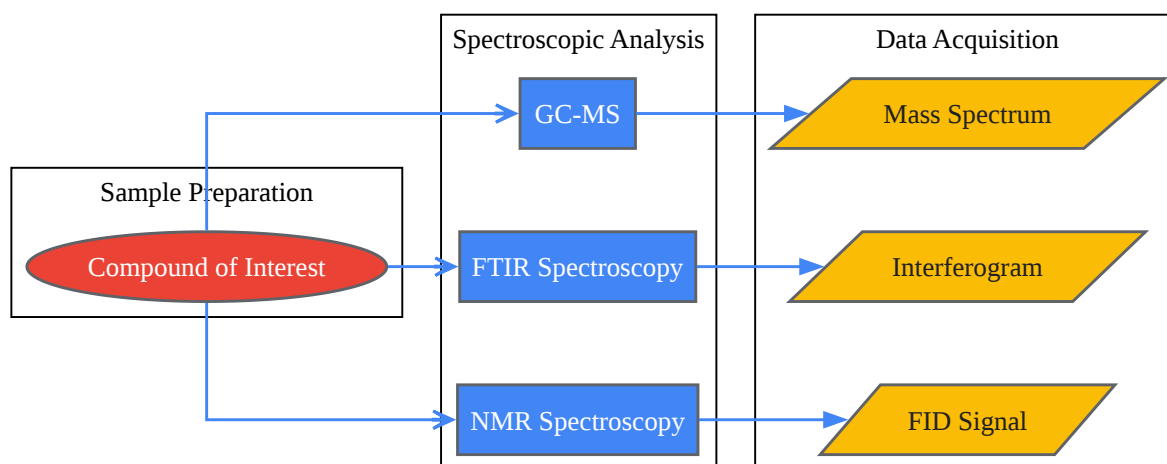 Spectroscopic Analysis
Data Acquisition
GC-MS
Mass Spectrum
Sample Preparation
Compound of Interest
FTIR Spectroscopy
Interferogram
NMR Spectroscopy
FID Signal